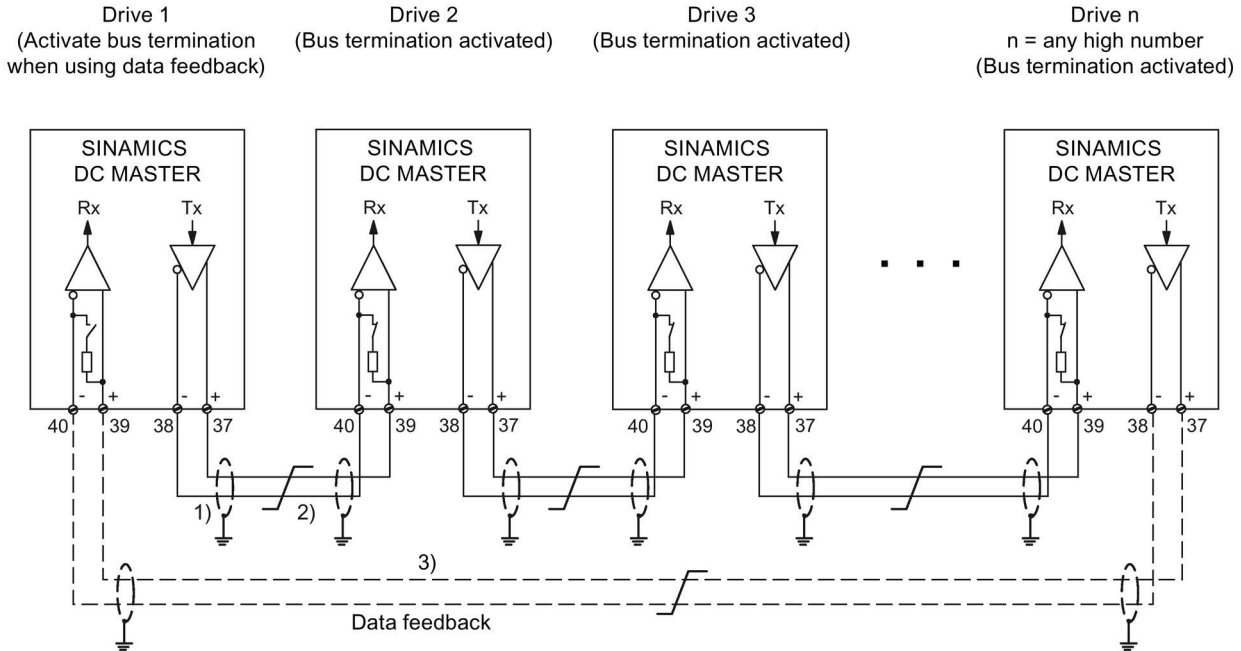 Drive 1
(Activate bus termination
when using data feedback)
Drive 2
(Bus termination activated)
Drive 3
(Bus termination activated)
Drive n
n = any high number
(Bus termination activated)
SINAMICS
DC MASTER
Rx
Tx
SINAMICS
DC MASTER
Rx
Tx
SINAMICS
DC MASTER
Rx
Tx
SINAMICS
DC MASTER
Rx
Tx
- + - +
- + - +
- + - +
- + - +
40 39 38 37
40 39 38 37
40 39 38 37
40 39 38 37
1) 2)
3)
Data feedback